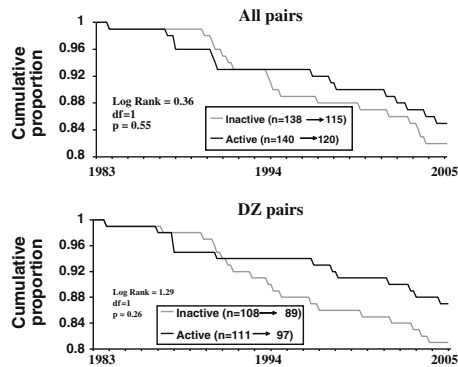 All pairs
Cumulative proportion
1
0.96
0.92
0.88
0.84
0.8
Log Rank = 0.36
df=1
p = 0.55
Inactive (n=138 → 115)
Active (n=140 → 120)
1983
1994
2005
DZ pairs
Cumulative proportion
1
0.96
0.92
0.88
0.84
0.8
Log Rank = 1.29
df=1
p = 0.26
Inactive (n=108 → 89)
Active (n=111 → 97)
1983
1994
2005